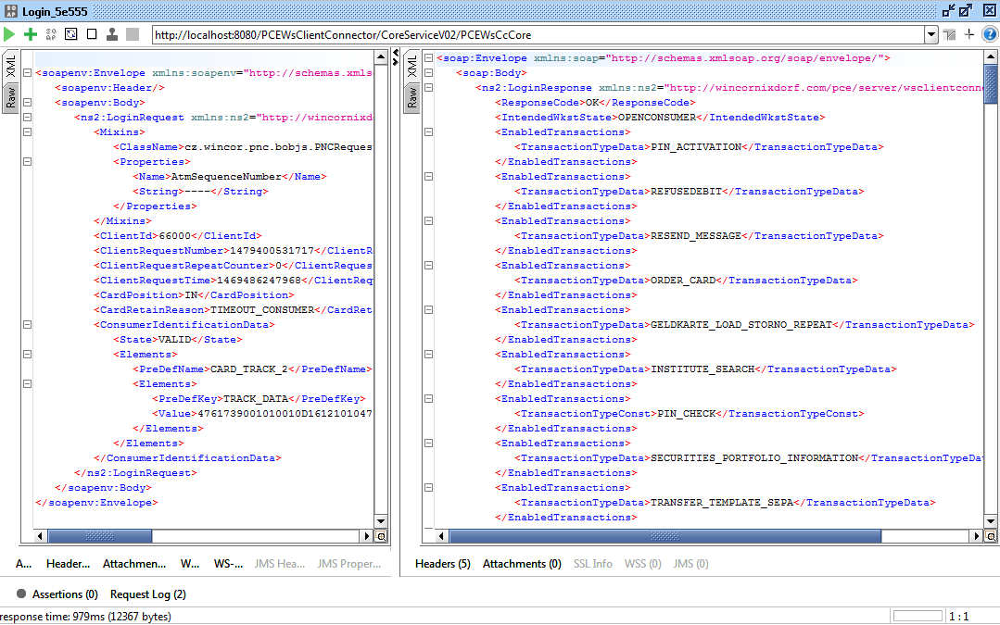 Login_5e555
http://localhost:8080/PCEWsClientConnector/CoreServiceV02/PCEWsCcCore
XML
Raw
<soapenv:Envelope xmlns:soapenv="http://schemas.xmls
<soapenv:Header/>
<soapenv:Body>
<ns2:LoginRequest xmlns:ns2="http://wincornixd
<Mixins>
<ClassName>cz.wincor.pnc.bobjs.PNCReques
<Properties>
<Name>AtmSequenceNumber</Name>
<String>----</String>
</Properties>
</Mixins>
<ClientId>66000</ClientId>
<ClientRequestNumber>1479400531717</ClientR
<ClientRequestRepeatCounter>0</ClientReques
<ClientRequestTime>1469486247968</ClientReq
<CardPosition>IN</CardPosition>
<CardRetainReason>TIMEOUT_CONSUMER</CardReta
<ConsumerIdentificationData>
<State>VALID</State>
<Elements>
<PreDefName>CARD_TRACK_2</PreDefName>
<Elements>
<PreDefKey>TRACK_DATA</PreDefKey>
<Value>4761739001010010D1612101047
</Elements>
</Elements>
</ConsumerIdentificationData>
</ns2:LoginRequest>
</soapenv:Body>
</soapenv:Envelope>
A... Header... Attachmen... W... WS-... JMS Hea... JMS Proper...
XML
Raw
<soap:Envelope xmlns:soap="http://schemas.xmlsoap.org/soap/envelope/">
<soap:Body>
<ns2:LoginResponse xmlns:ns2="http://wincornixdorf.com/pce/server/wsclientconne
<ResponseCode>OK</ResponseCode>
<IntendedWkstState>OPENCONSUMER</IntendedWkstState>
<EnabledTransactions>
<TransactionTypeData>PIN_ACTIVATION</TransactionTypeData>
</EnabledTransactions>
<EnabledTransactions>
<TransactionTypeData>REFUSEDEBIT</TransactionTypeData>
</EnabledTransactions>
<EnabledTransactions>
<TransactionTypeData>RESEND_MESSAGE</TransactionTypeData>
</EnabledTransactions>
<EnabledTransactions>
<TransactionTypeData>ORDER_CARD</TransactionTypeData>
</EnabledTransactions>
<EnabledTransactions>
<TransactionTypeData>GELDKARTE_LOAD_STORNO_REPEAT</TransactionTypeData>
</EnabledTransactions>
<EnabledTransactions>
<TransactionTypeData>INSTITUTE_SEARCH</TransactionTypeData>
</EnabledTransactions>
<EnabledTransactions>
<TransactionTypeConst>PIN_CHECK</TransactionTypeConst>
</EnabledTransactions>
<EnabledTransactions>
<TransactionTypeData>SECURITIES_PORTFOLIO_INFORMATION</TransactionTypeDa
</EnabledTransactions>
<EnabledTransactions>
<TransactionTypeData>TRANSFER_TEMPLATE_SEPA</TransactionTypeData>
</EnabledTransactions>
Headers (5) Attachments (0) SSL Info WSS (0) JMS (0)
Assertions (0) Request Log (2)
response time: 979ms (12367 bytes)
1 : 1